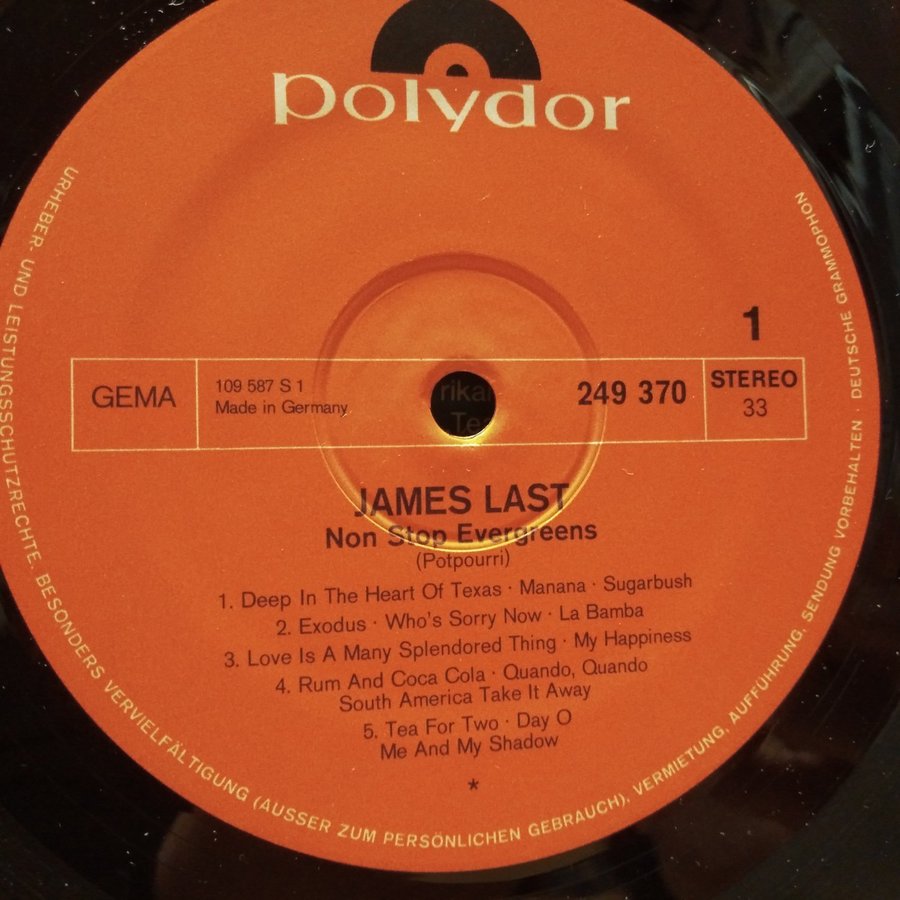 polydor
1
GEMA
109 587 S 1
Made in Germany
249 370
STEREO
33
JAMES LAST
Non Stop Evergreens
(Potpourri)
1. Deep In The Heart Of Texas · Manana · Sugarbush
2. Exodus · Who's Sorry Now · La Bamba
3. Love Is A Many Splendored Thing · My Happiness
4. Rum And Coca Cola · Quando, Quando
South America Take It Away
5. Tea For Two · Day O
Me And My Shadow
*
URHEBER- UND LEISTUNGSSCHUTZRECHTE. BESONDERS VERVIELFÄLTIGUNG (AUSSER ZUM PERSÖNLICHEN GEBRAUCH), VERMIETUNG, AUFFÜHRUNG, SENDUNG VORBEHALTEN · DEUTSCHE GRAMMOPHON